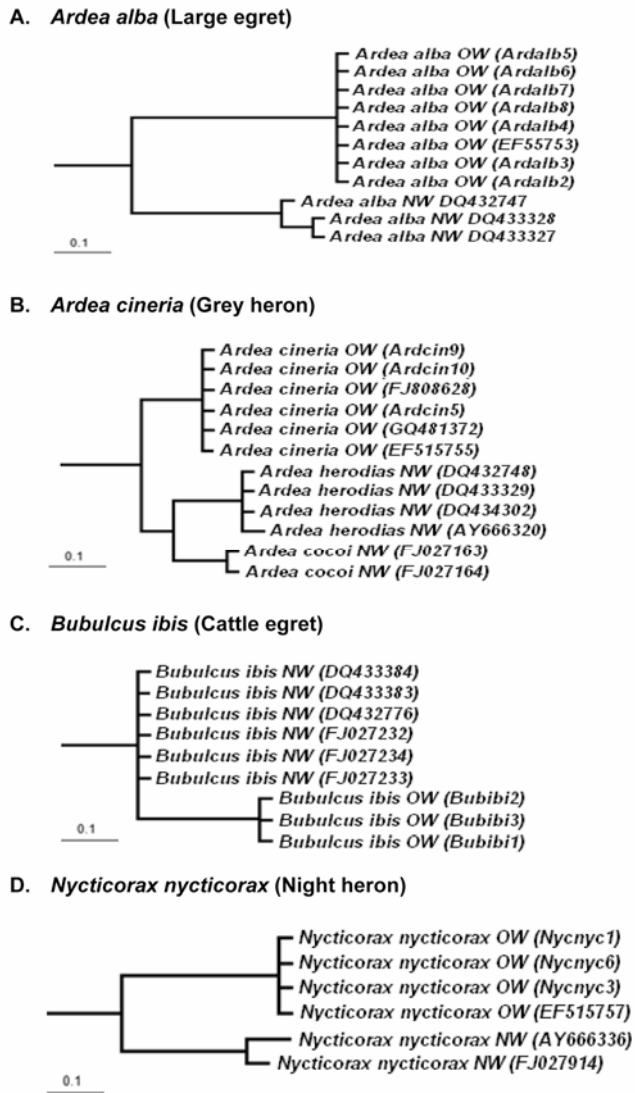 A. Ardea alba (Large egret)
Ardea alba OW (Ardalb5)
Ardea alba OW (Ardalb6)
Ardea alba OW (Ardalb7)
Ardea alba OW (Ardalb8)
Ardea alba OW (Ardalb4)
Ardea alba OW (EF55753)
Ardea alba OW (Ardalb3)
Ardea alba OW (Ardalb2)
Ardea alba NW DQ432747
Ardea alba NW DQ433328
Ardea alba NW DQ433327
0.1
B. Ardea cineria (Grey heron)
Ardea cineria OW (Ardcin9)
Ardea cineria OW (Ardcin10)
Ardea cineria OW (FJ808628)
Ardea cineria OW (Ardcin5)
Ardea cineria OW (GQ481372)
Ardea cineria OW (EF515755)
Ardea herodias NW (DQ432748)
Ardea herodias NW (DQ433329)
Ardea herodias NW (DQ434302)
Ardea herodias NW (AY666320)
Ardea cocoi NW (FJ027163)
Ardea cocoi NW (FJ027164)
0.1
C. Bubulcus ibis (Cattle egret)
Bubulcus ibis NW (DQ433384)
Bubulcus ibis NW (DQ433383)
Bubulcus ibis NW (DQ432776)
Bubulcus ibis NW (FJ027232)
Bubulcus ibis NW (FJ027234)
Bubulcus ibis NW (FJ027233)
Bubulcus ibis OW (Bubibi2)
Bubulcus ibis OW (Bubibi3)
Bubulcus ibis OW (Bubibi1)
0.1
D. Nycticorax nycticorax (Night heron)
Nycticorax nycticorax OW (Nycnyc1)
Nycticorax nycticorax OW (Nycnyc6)
Nycticorax nycticorax OW (Nycnyc3)
Nycticorax nycticorax OW (EF515757)
Nycticorax nycticorax NW (AY666336)
Nycticorax nycticorax NW (FJ027914)
0.1